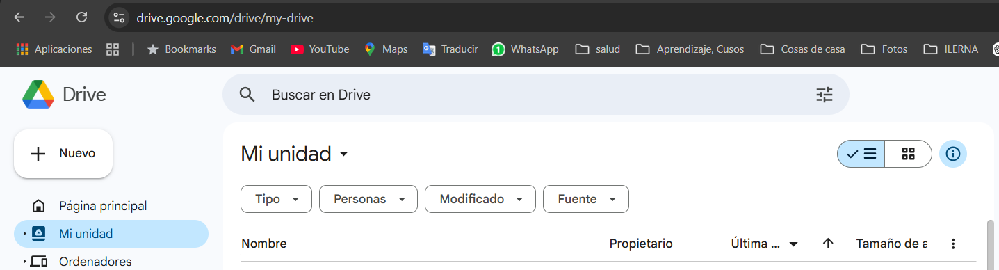 drive.google.com/drive/my-drive
Aplicaciones Bookmarks Gmail YouTube Maps Traducir 1 WhatsApp salud Aprendizaje, Cusos Cosas de casa Fotos ILERNA
Drive
Buscar en Drive
Nuevo
Mi unidad
Tipo Personas Modificado Fuente
Página principal
Mi unidad
Ordenadores
Nombre Propietario Última ... Tamaño de a